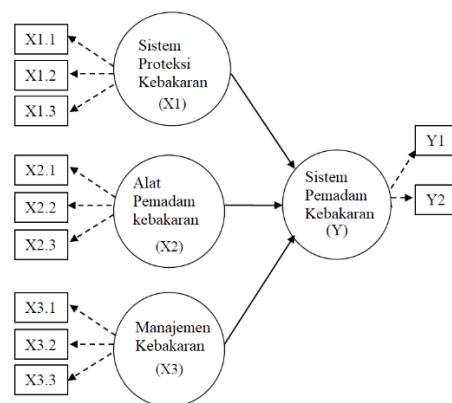 X1.1
X1.2
X1.3
Sistem
Proteksi
Kebakaran
(X1)
X2.1
X2.2
X2.3
Alat
Pemadam
kebakaran
(X2)
X3.1
X3.2
X3.3
Manajemen
Kebakaran
(X3)
Sistem
Pemadam
Kebakaran
(Y)
Y1
Y2